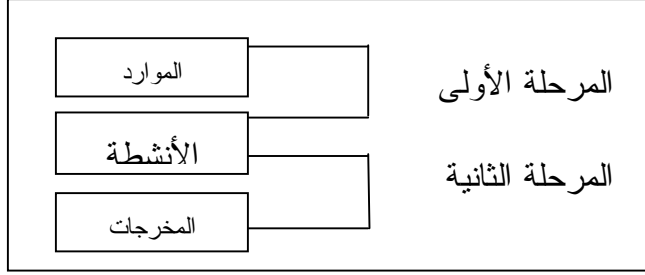 الموارد
المرحلة الأولى
الأنشطة
المرحلة الثانية
المخرجات